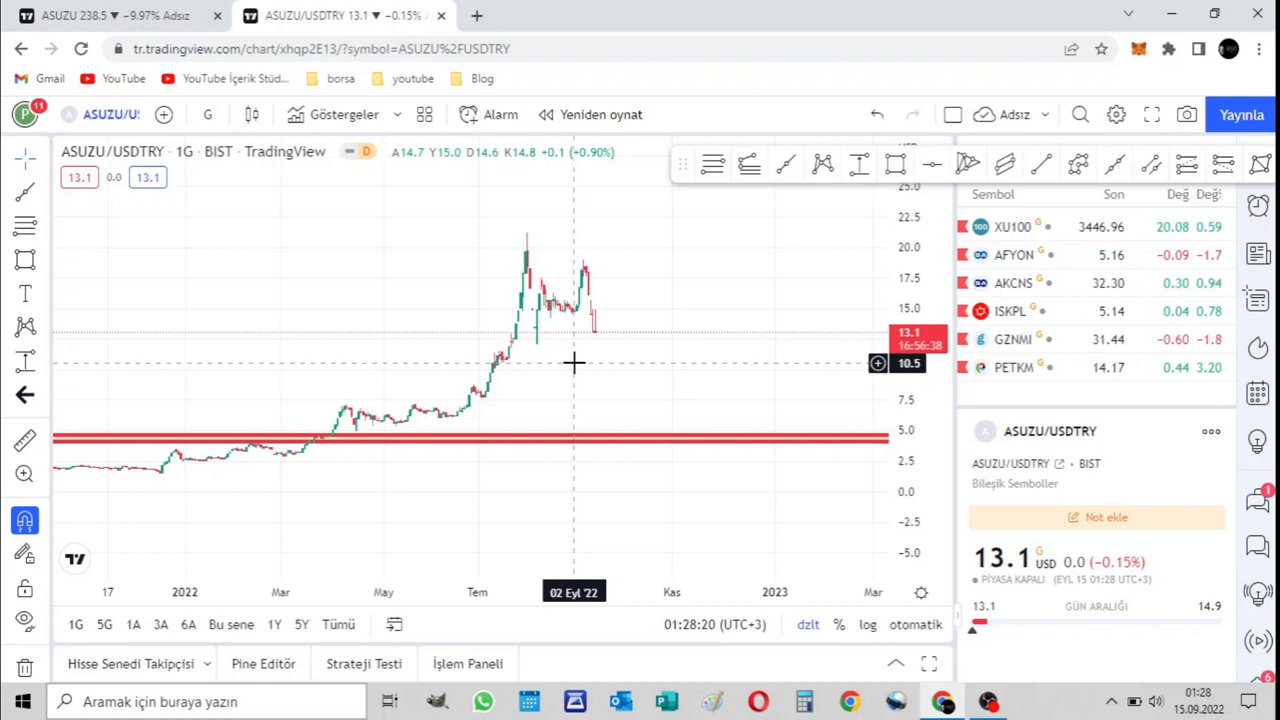 ASUZU 238.5 ▼ −9.97% Adsız
ASUZU/USDTRY 13.1 ▼ −0.15%
tr.tradingview.com/chart/xhqp2E13/?symbol=ASUZU%2FUSDTRY
Gmail
YouTube
YouTube İçerik Stüd...
borsa
youtube
Blog
P
11
A
ASUZU/U:
G
Göstergeler
Alarm
Yeniden oynat
Adsız
Yayınla
ASUZU/USDTRY · 1G · BIST · TradingView
D
A14.7 Y15.0 D14.6 K14.8 +0.1 (+0.90%)
13.1
0.0
13.1
25.0
22.5
20.0
17.5
15.0
13.1
16:56:38
10.5
7.5
5.0
2.5
0.0
−2.5
−5.0
17
2022
Mar
May
Tem
02 Eyl '22
Kas
2023
Mar
1G
5G
1A
3A
6A
Bu sene
1Y
5Y
Tümü
01:28:20 (UTC+3)
dzlt
%
log
otomatik
Hisse Senedi Takipçisi
Pine Editör
Strateji Testi
İşlem Paneli
Sembol
Son
Değ
Değ
XU100 G
3446.96
20.08
0.59
AFYON G
5.16
-0.09
-1.7
AKCNS G
32.30
0.30
0.94
ISKPL G
5.14
0.04
0.78
GZNMI G
31.44
-0.60
-1.8
PETKM G
14.17
0.44
3.20
A
ASUZU/USDTRY
ASUZU/USDTRY • BIST
Bileşik Semboller
Not ekle
13.1 G USD 0.0 (−0.15%)
PİYASA KAPALI (EYL 15 01:28 UTC+3)
13.1
GÜN ARALIĞI
14.9
1
6
Aramak için buraya yazın
01:28
15.09.2022